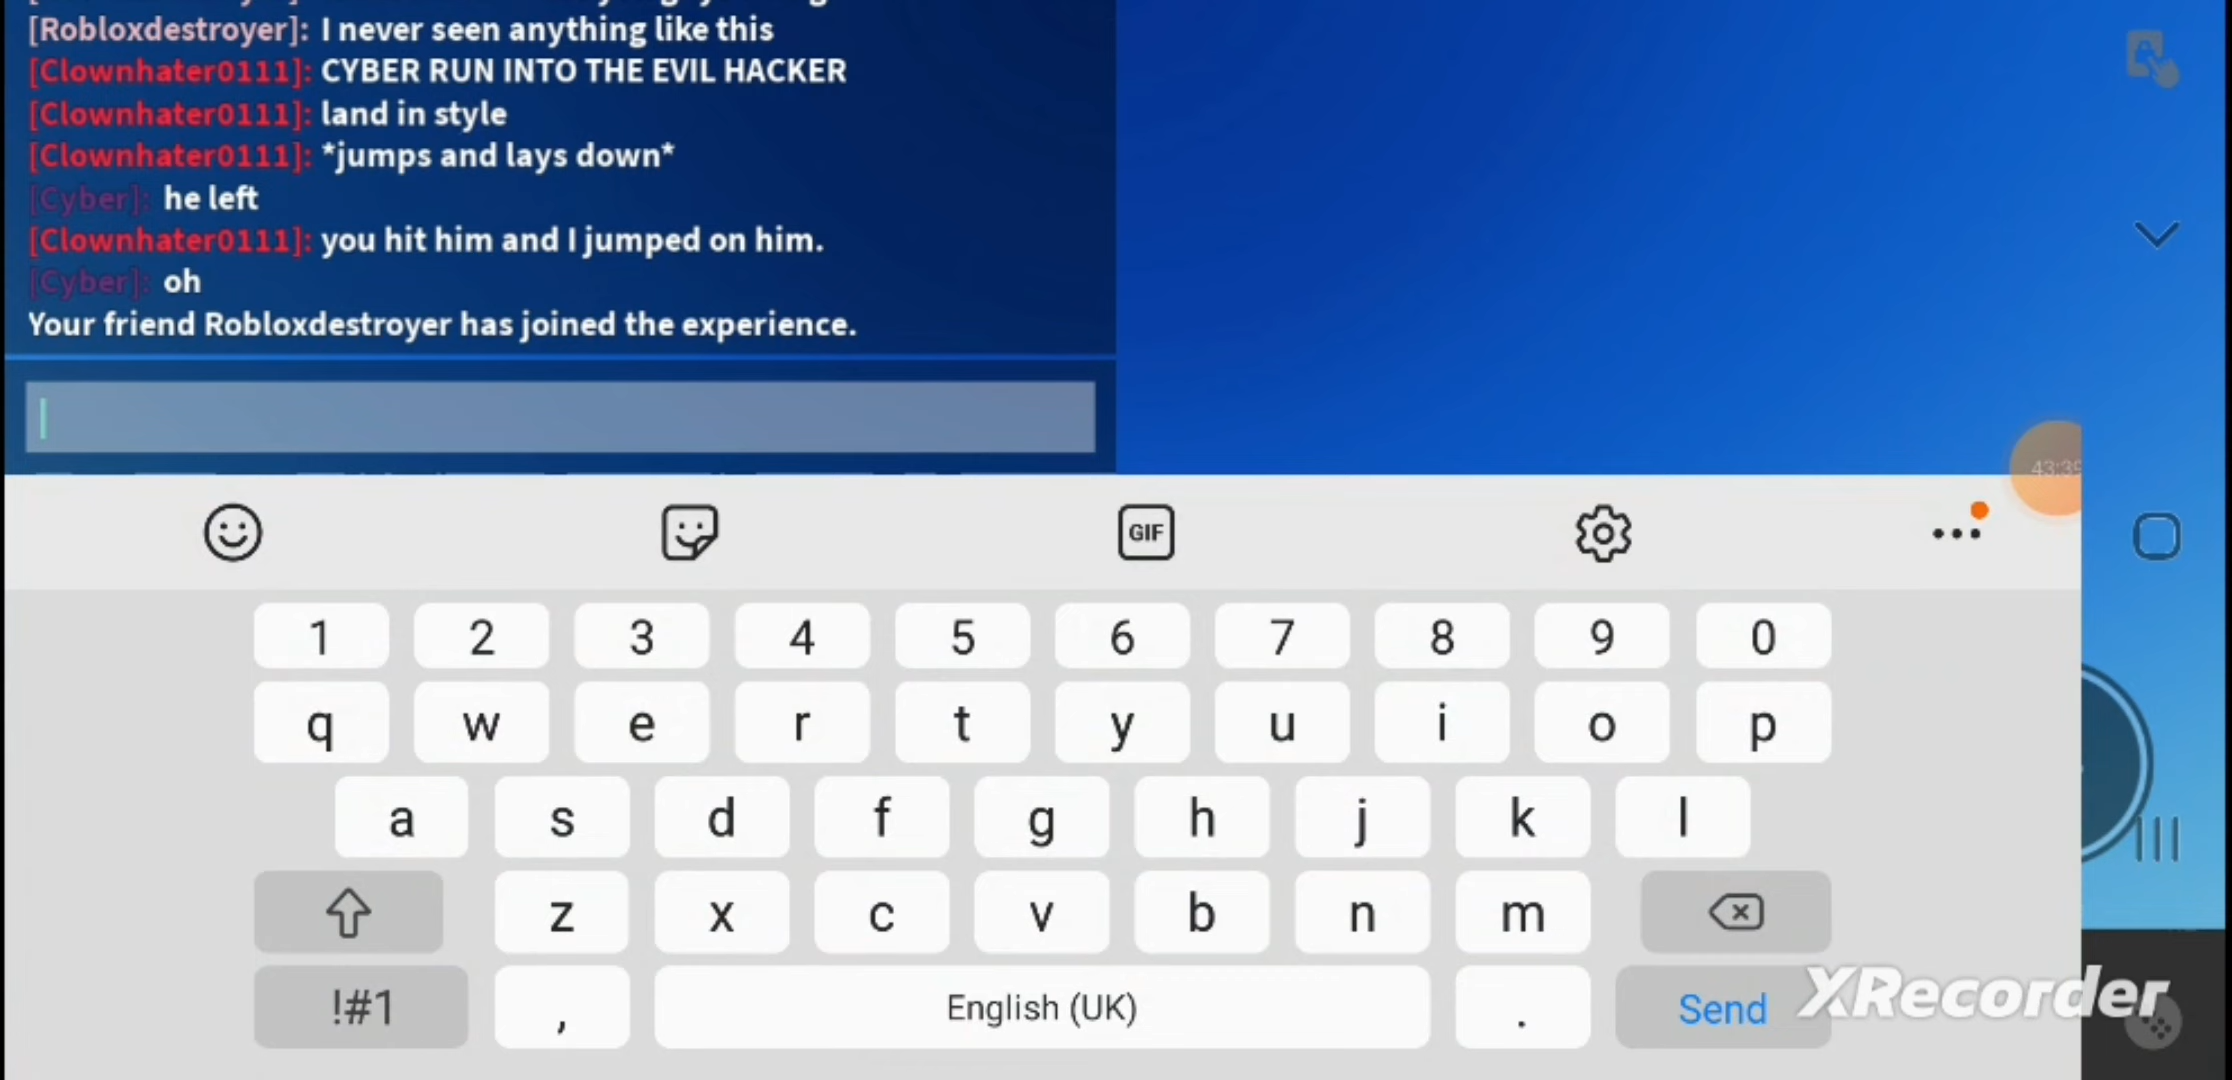 [Robloxdestroyer]: I never seen anything like this
[Clownhater0111]: CYBER RUN INTO THE EVIL HACKER
[Clownhater0111]: land in style
[Clownhater0111]: *jumps and lays down*
[Cyber]: he left
[Clownhater0111]: you hit him and I jumped on him.
[Cyber]: oh
Your friend Robloxdestroyer has joined the experience.
GIF
1 2 3 4 5 6 7 8 9 0
q w e r t y u i o p
a s d f g h j k l
z x c v b n m
!#1 , English (UK) . Send
XRecorder